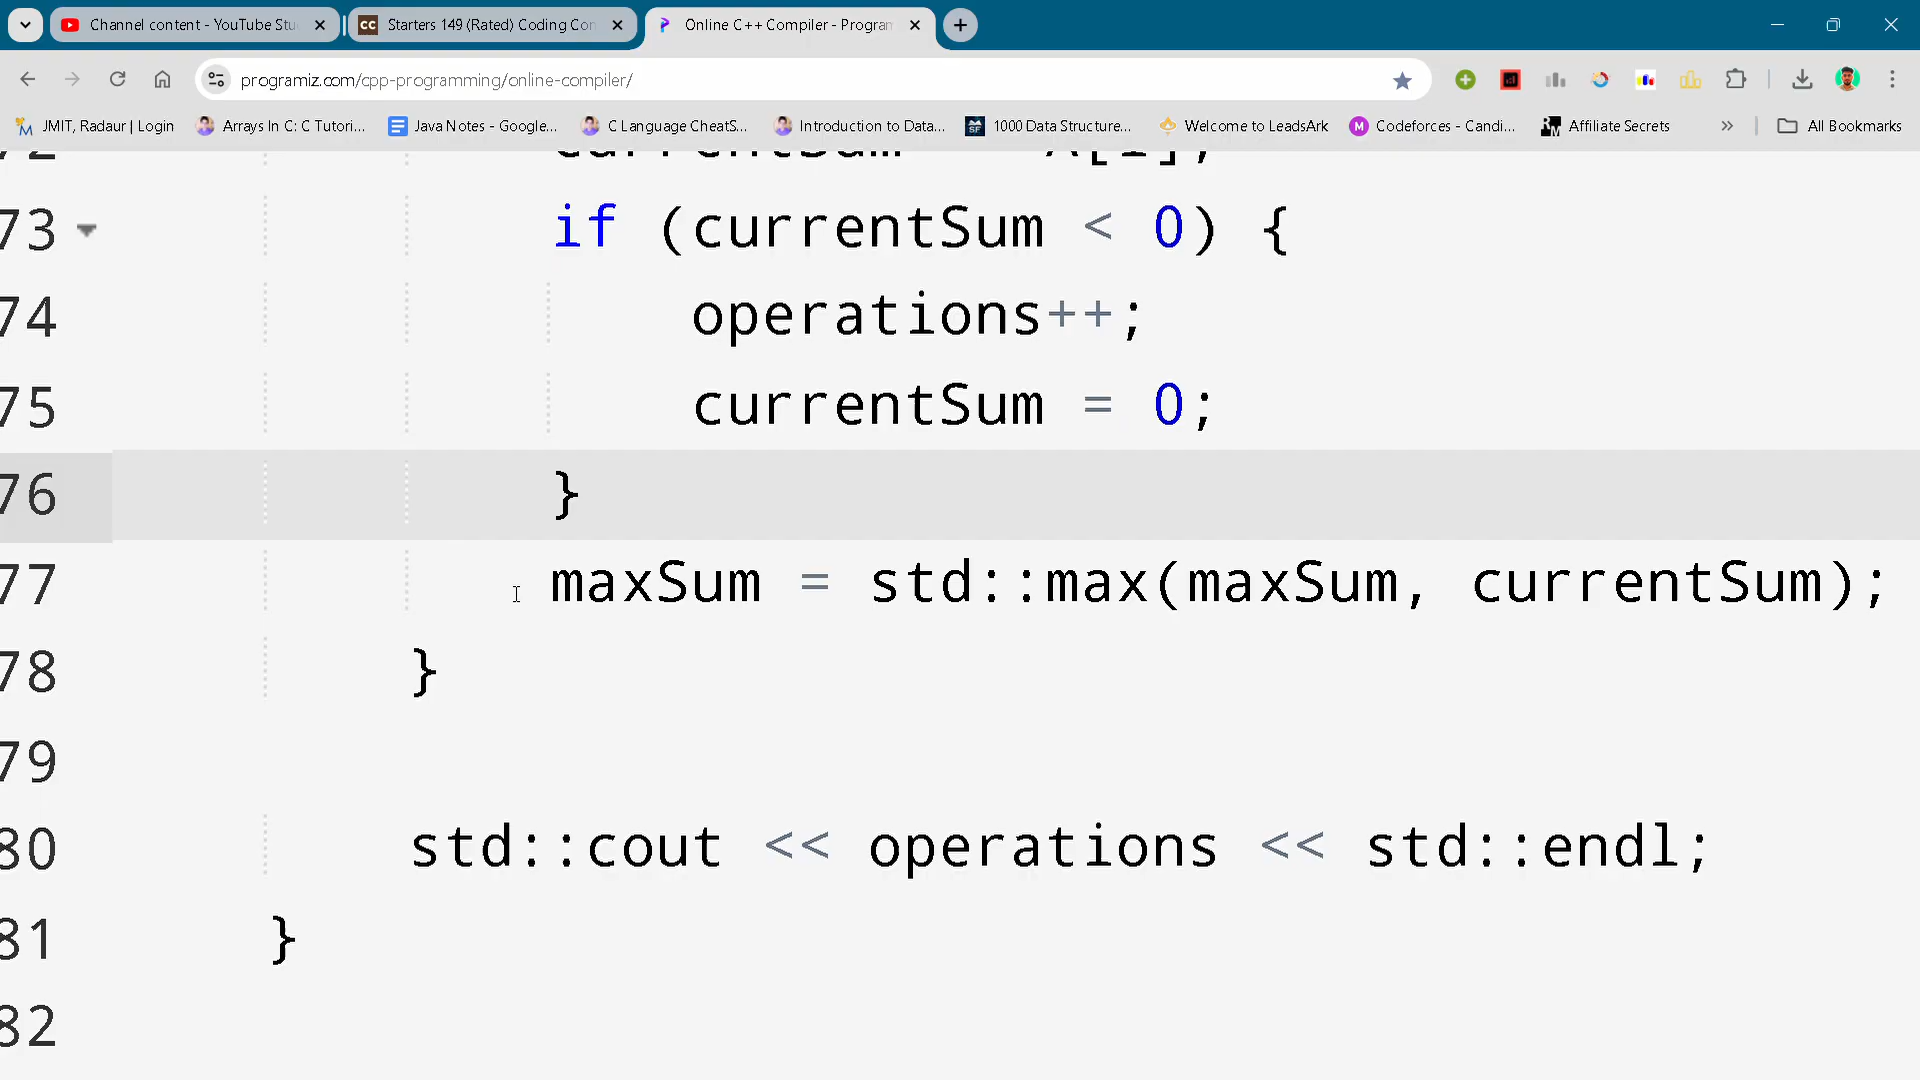 Channel content - YouTube Stu
Starters 149 (Rated) Coding Con
Online C++ Compiler - Program
programiz.com/cpp-programming/online-compiler/
JMIT, Radaur | Login
Arrays In C: C Tutori...
Java Notes - Google...
C Language CheatS...
Introduction to Data...
1000 Data Structure...
Welcome to LeadsArk
Codeforces - Candi...
Affiliate Secrets
All Bookmarks
73 if (currentSum < 0) {
74 operations++;
75 currentSum = 0;
76 }
77 maxSum = std::max(maxSum, currentSum);
78 }
79
80 std::cout << operations << std::endl;
81 }
82